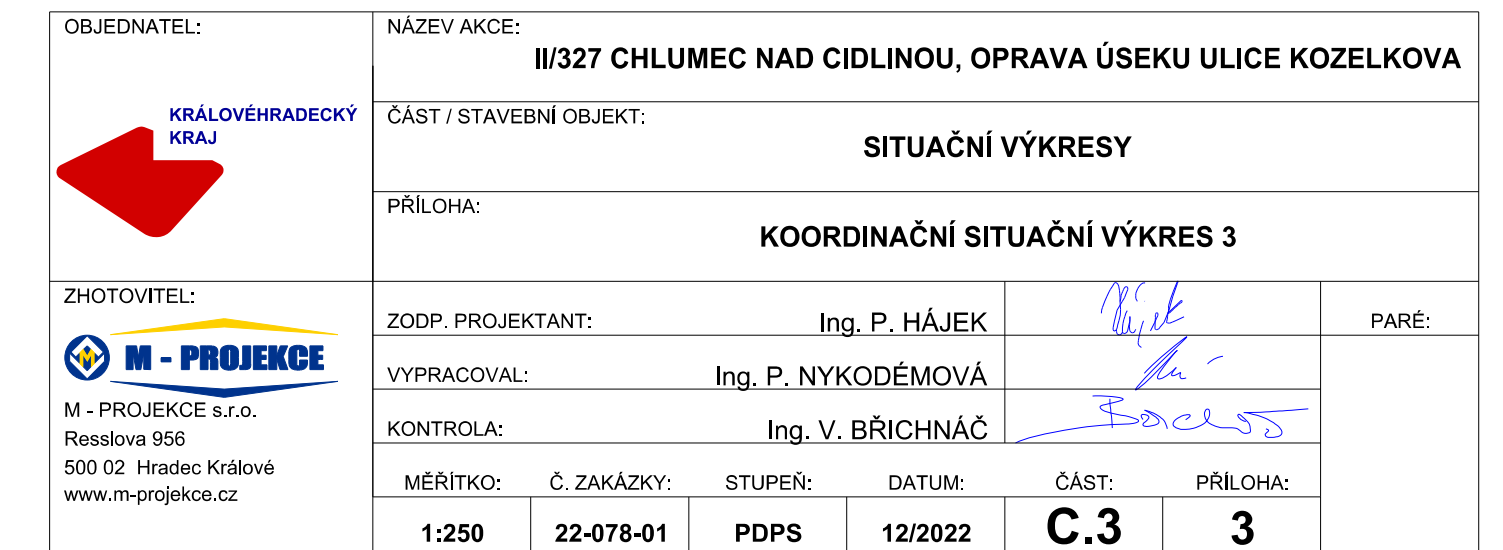 OBJEDNATEL:
KRÁLOVÉHRADECKÝ
KRAJ
NÁZEV AKCE:
II/327 CHLUMEC NAD CIDLINOU, OPRAVA ÚSEKU ULICE KOZELKOVA
ČÁST / STAVEBNÍ OBJEKT:
SITUAČNÍ VÝKRESY
PŘÍLOHA:
KOORDINAČNÍ SITUAČNÍ VÝKRES 3
ZHOTOVITEL:
M - PROJEKCE
M - PROJEKCE s.r.o.
Resslova 956
500 02 Hradec Králové
www.m-projekce.cz
ZODP. PROJEKTANT: Ing. P. HÁJEK Hájek
VYPRACOVAL: Ing. P. NYKODÉMOVÁ
KONTROLA: Ing. V. BŘICHNÁČ
PARÉ:
MĚŘÍTKO: Č. ZAKÁZKY: STUPEŇ: DATUM: ČÁST: PŘÍLOHA:
1:250 22-078-01 PDPS 12/2022 C.3 3